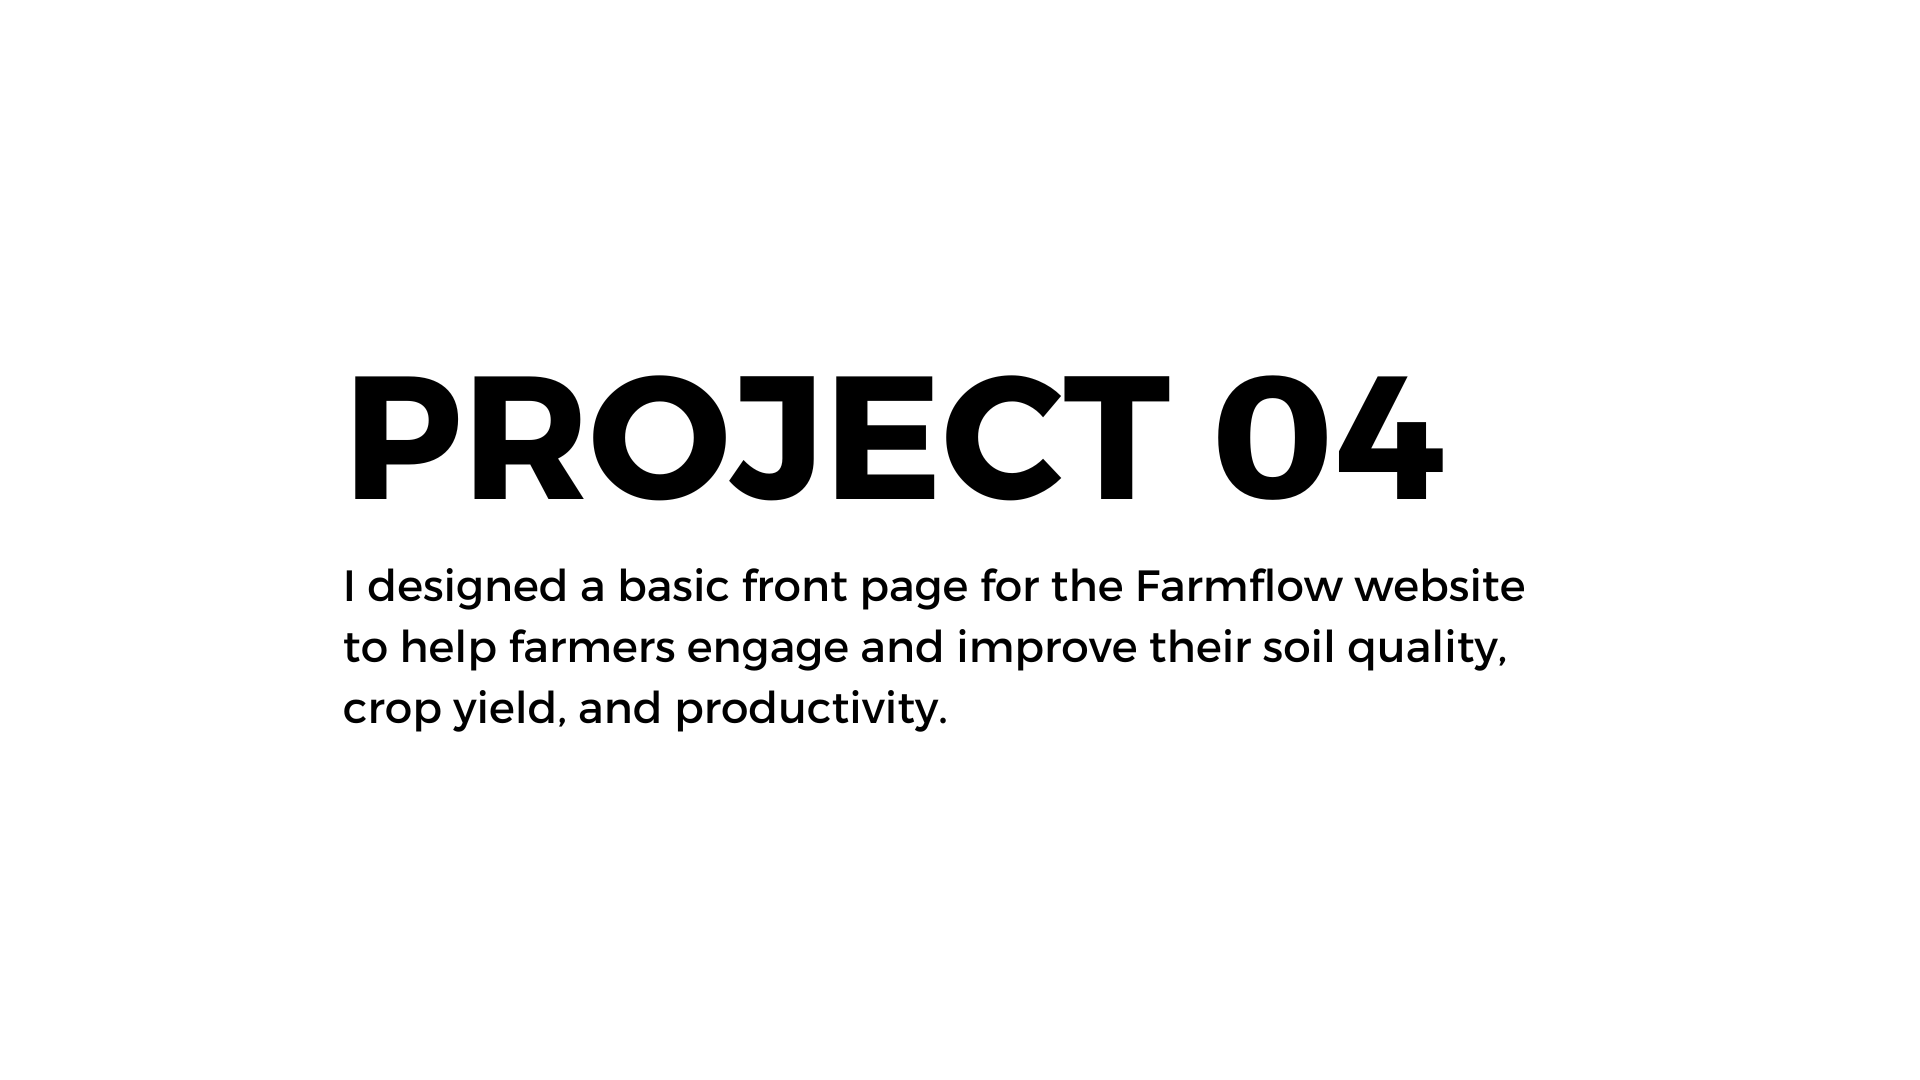 PROJECT 04
I designed a basic front page for the Farmflow website
to help farmers engage and improve their soil quality,
crop yield, and productivity.